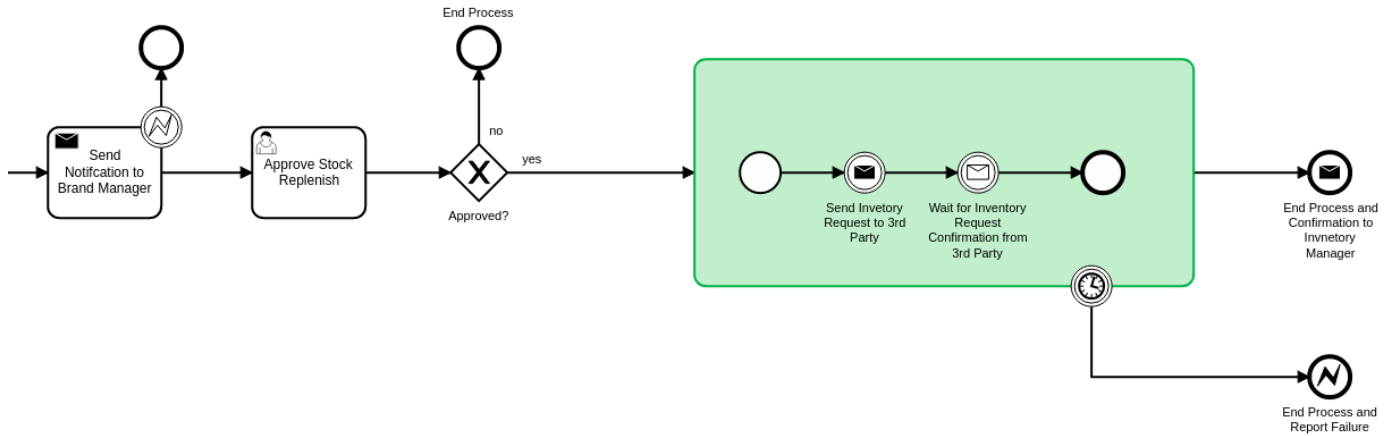 End Process
Send
Notifcation to
Brand Manager
Approve Stock
Replenish
no
yes
Approved?
Send Invetory
Request to 3rd
Party
Wait for Inventory
Request
Confirmation from
3rd Party
End Process and
Confirmation to
Invnetory
Manager
End Process and
Report Failure